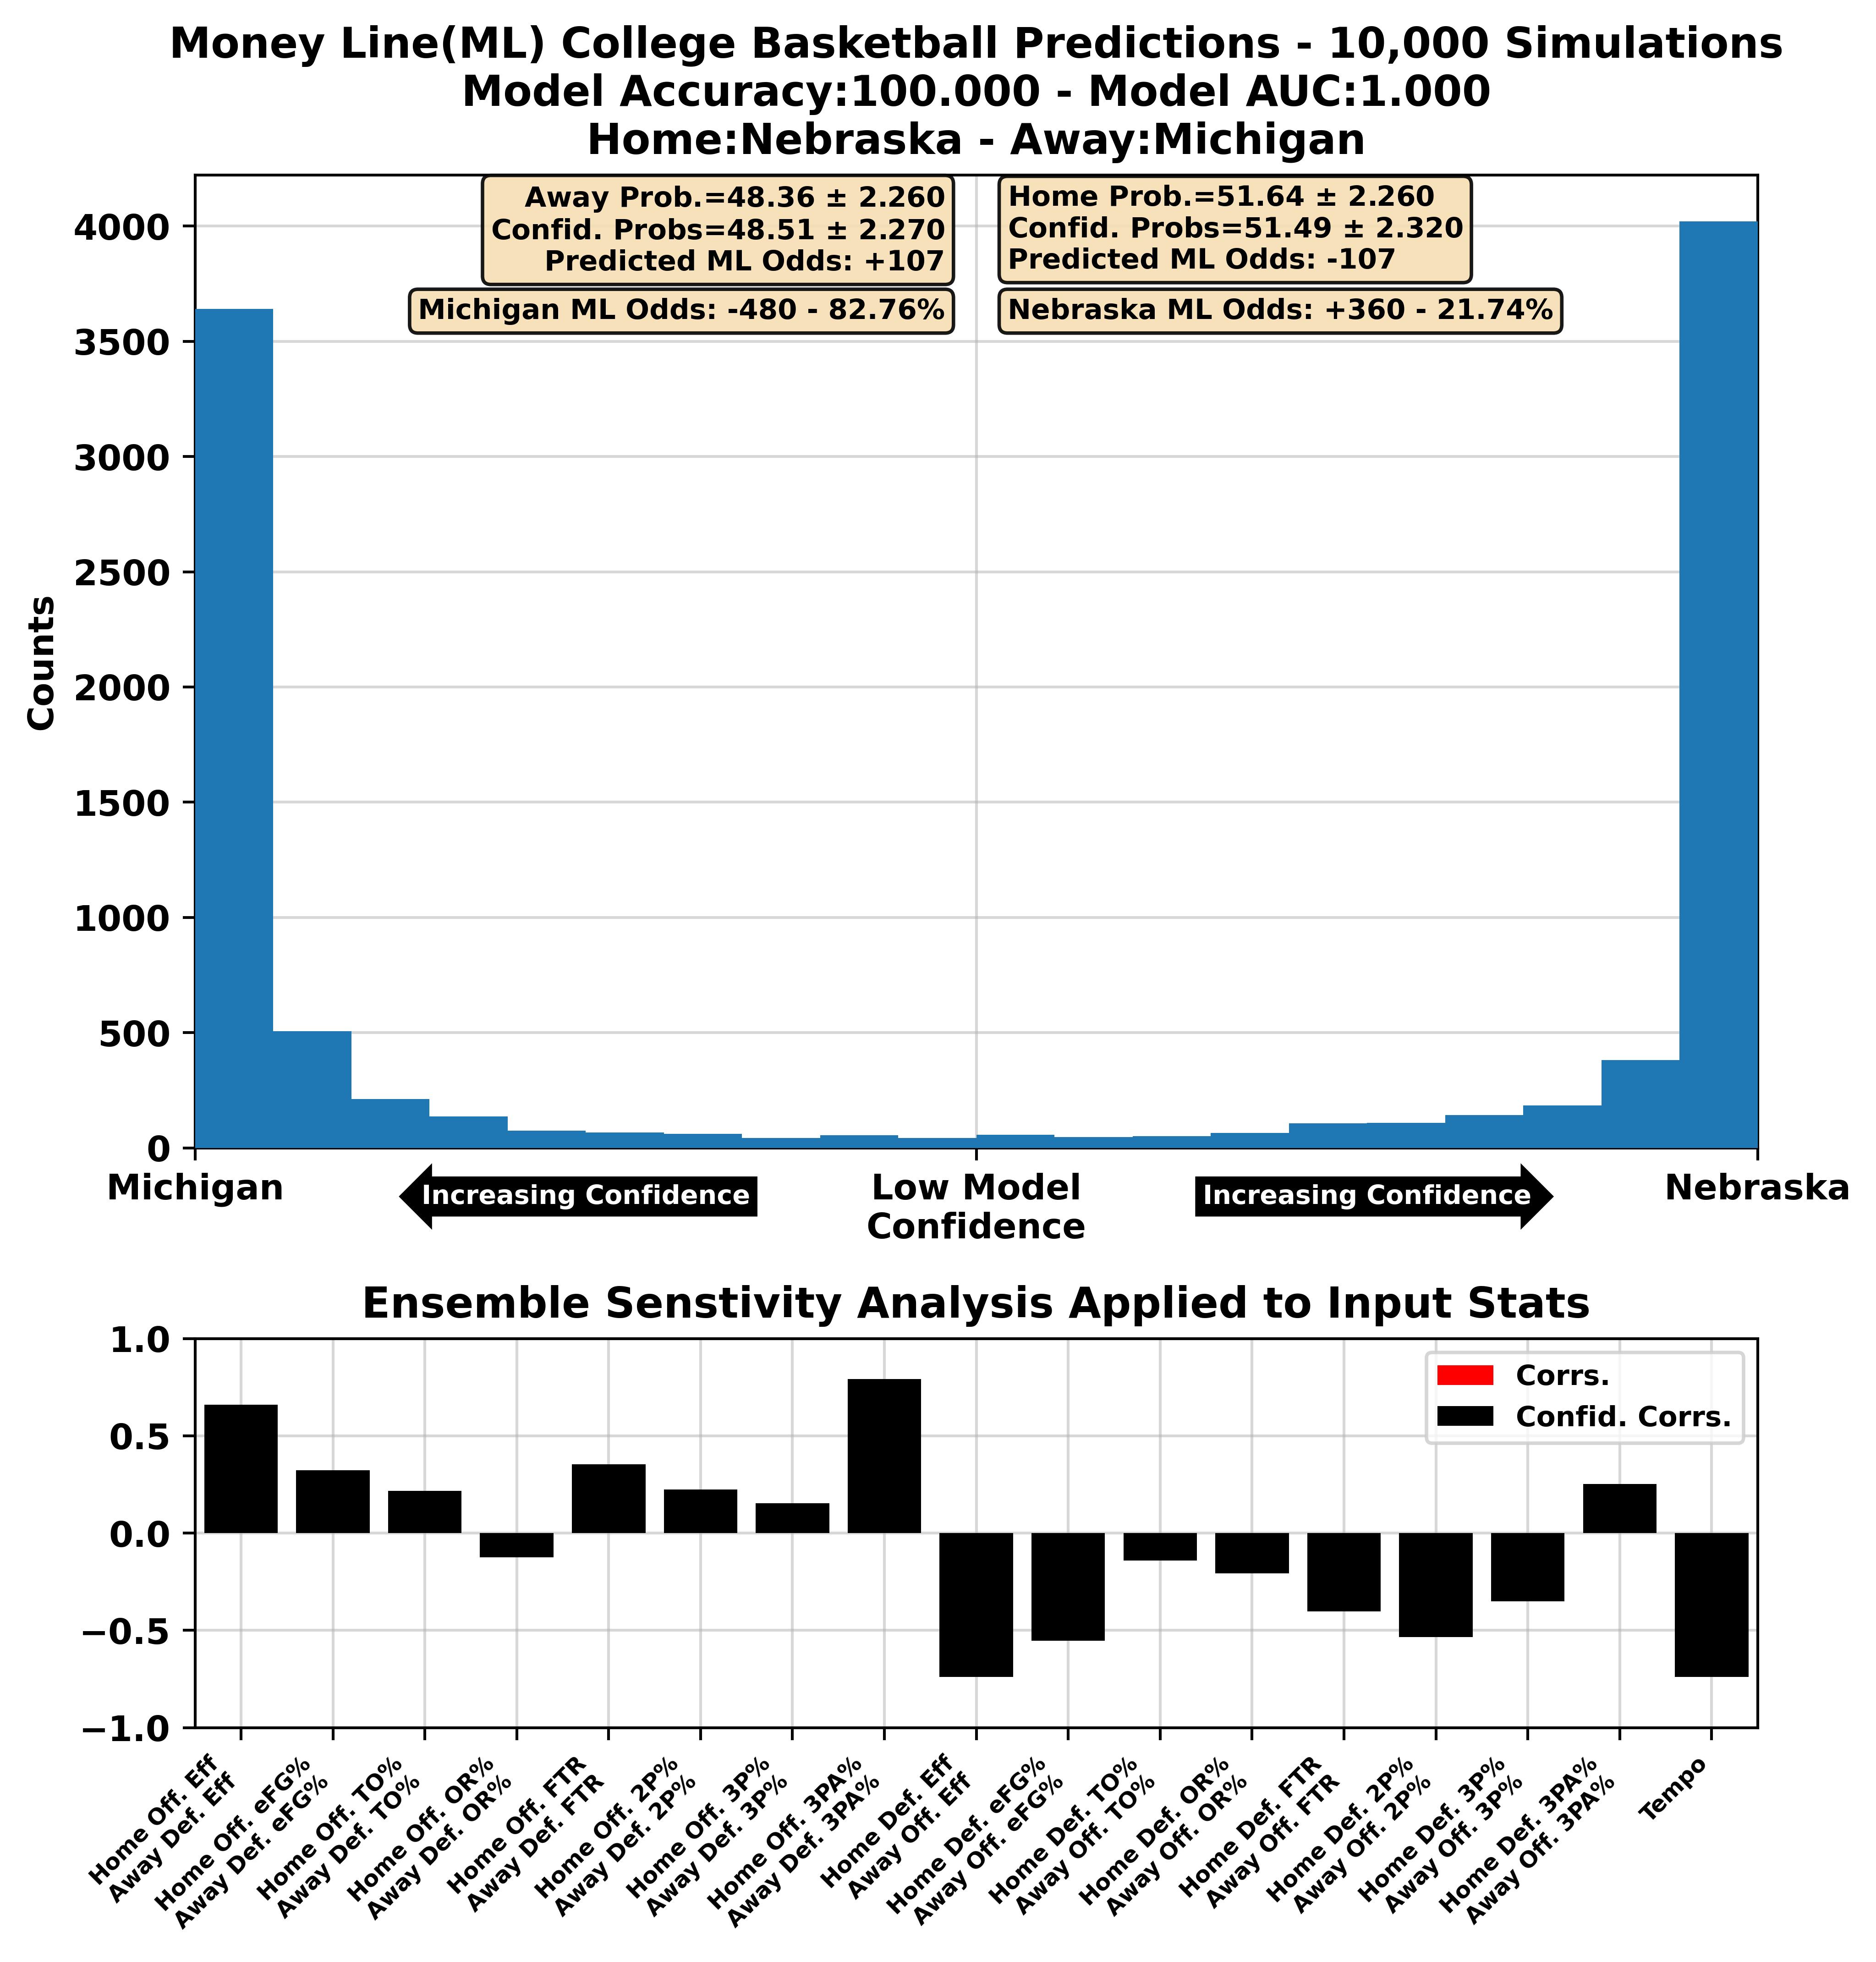 Money Line(ML) College Basketball Predictions - 10,000 Simulations
Model Accuracy:100.000 - Model AUC:1.000
Home:Nebraska - Away:Michigan
Away Prob.=48.36 ± 2.260
Confid. Probs=48.51 ± 2.270
Predicted ML Odds: +107
Michigan ML Odds: -480 - 82.76%
Home Prob.=51.64 ± 2.260
Confid. Probs=51.49 ± 2.320
Predicted ML Odds: -107
Nebraska ML Odds: +360 - 21.74%
Counts
4000
3500
3000
2500
2000
1500
1000
500
0
Michigan
Increasing Confidence
Low Model
Confidence
Increasing Confidence
Nebraska
Ensemble Senstivity Analysis Applied to Input Stats
1.0
0.5
0.0
−0.5
−1.0
Corrs.
Confid. Corrs.
Home Off. Eff
Away Def. Eff
Home Off. eFG%
Away Def. eFG%
Home Off. TO%
Away Def. TO%
Home Off. OR%
Away Def. OR%
Home Off. FTR
Away Def. FTR
Home Off. 2P%
Away Def. 2P%
Home Off. 3P%
Away Def. 3P%
Home Off. 3PA%
Away Def. 3PA%
Home Def. Eff
Away Off. Eff
Home Def. eFG%
Away Off. eFG%
Home Def. TO%
Away Off. TO%
Home Def. OR%
Away Off. OR%
Home Def. FTR
Away Off. FTR
Home Def. 2P%
Away Off. 2P%
Home Def. 3P%
Away Off. 3P%
Home Def. 3PA%
Away Off. 3PA%
Tempo